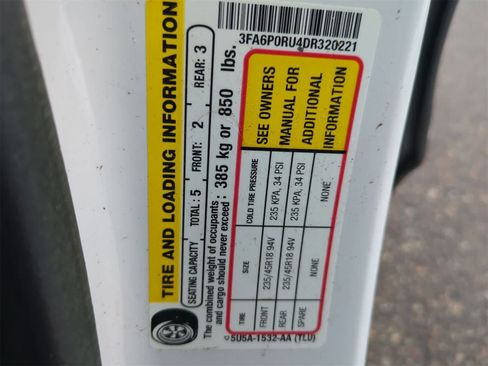 3FA6P0RU4DR320221
TIRE AND LOADING INFORMATION
SEATING CAPACITY TOTAL: 5 FRONT: 2 REAR: 3
The combined weight of occupants and cargo should never exceed: 385 kg or 850 lbs.
TIRE SIZE COLD TIRE PRESSURE
FRONT 235/45R18 94V 235 KPA, 34 PSI
REAR 235/45R18 94V 235 KPA, 34 PSI
SPARE NONE NONE
SEE OWNERS
MANUAL FOR
ADDITIONAL
INFORMATION
5U5A-1532-AA (TLD)